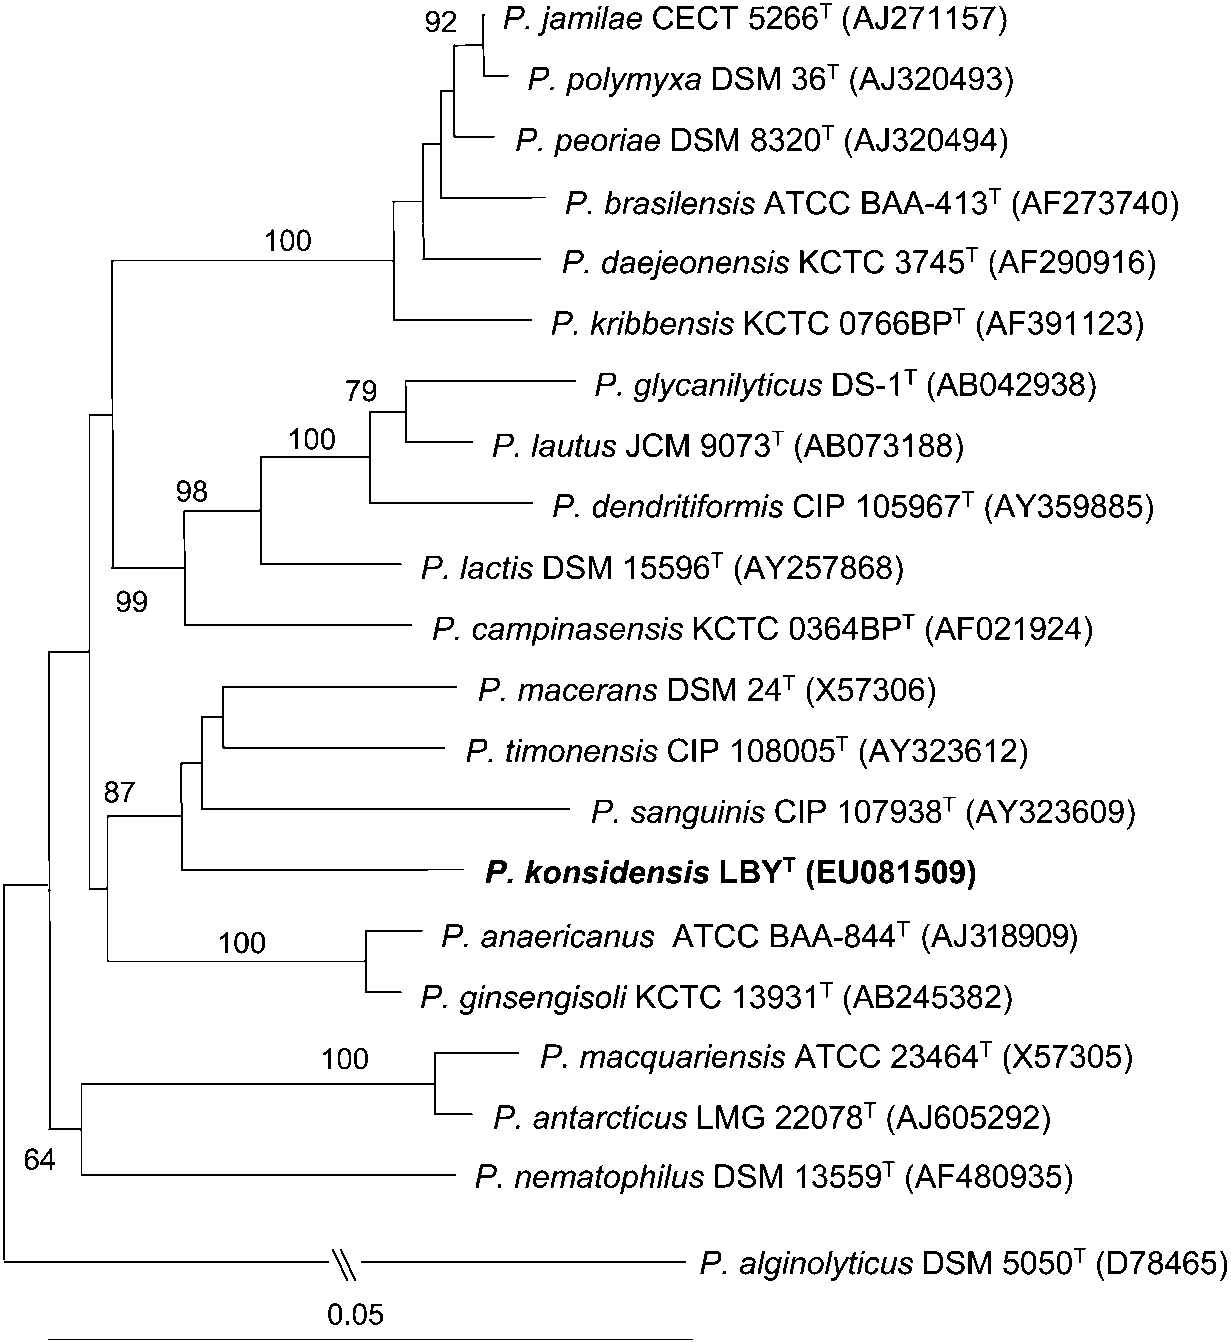 92 P. jamilae CECT 5266ᵀ (AJ271157)
P. polymyxa DSM 36ᵀ (AJ320493)
P. peoriae DSM 8320ᵀ (AJ320494)
P. brasilensis ATCC BAA-413ᵀ (AF273740)
100
P. daejeonensis KCTC 3745ᵀ (AF290916)
P. kribbensis KCTC 0766BPᵀ (AF391123)
79 P. glycanilyticus DS-1ᵀ (AB042938)
100 P. lautus JCM 9073ᵀ (AB073188)
98
P. dendritiformis CIP 105967ᵀ (AY359885)
P. lactis DSM 15596ᵀ (AY257868)
99
P. campinasensis KCTC 0364BPᵀ (AF021924)
P. macerans DSM 24ᵀ (X57306)
P. timonensis CIP 108005ᵀ (AY323612)
87
P. sanguinis CIP 107938ᵀ (AY323609)
P. konsidensis LBYᵀ (EU081509)
100 P. anaericanus ATCC BAA-844ᵀ (AJ318909)
P. ginsengisoli KCTC 13931ᵀ (AB245382)
100 P. macquariensis ATCC 23464ᵀ (X57305)
P. antarcticus LMG 22078ᵀ (AJ605292)
64
P. nematophilus DSM 13559ᵀ (AF480935)
P. alginolyticus DSM 5050ᵀ (D78465)
0.05